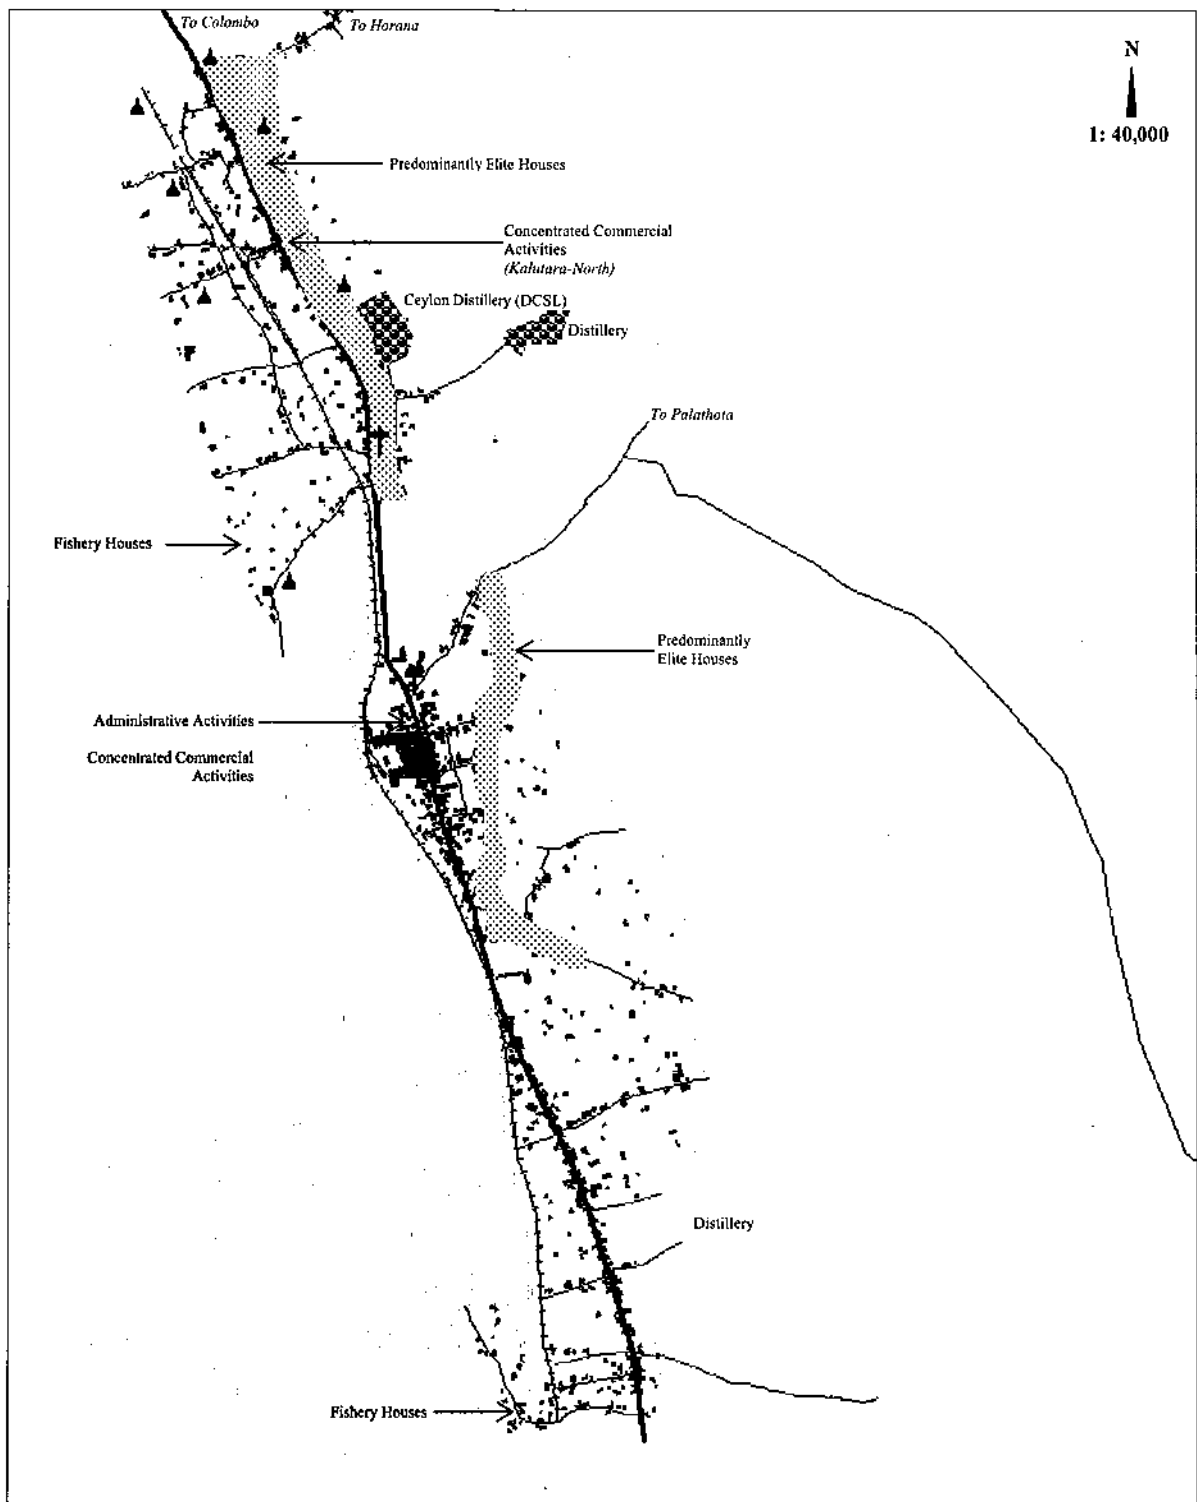 To Colombo
To Horana
N
1: 40,000
Predominantly Elite Houses
Concentrated Commercial
Activities
(Kalutara-North)
Ceylon Distillery (DCSL)
Distillery
To Palathota
Fishery Houses
Predominantly
Elite Houses
Administrative Activities
Concentrated Commercial
Activities
Distillery
Fishery Houses